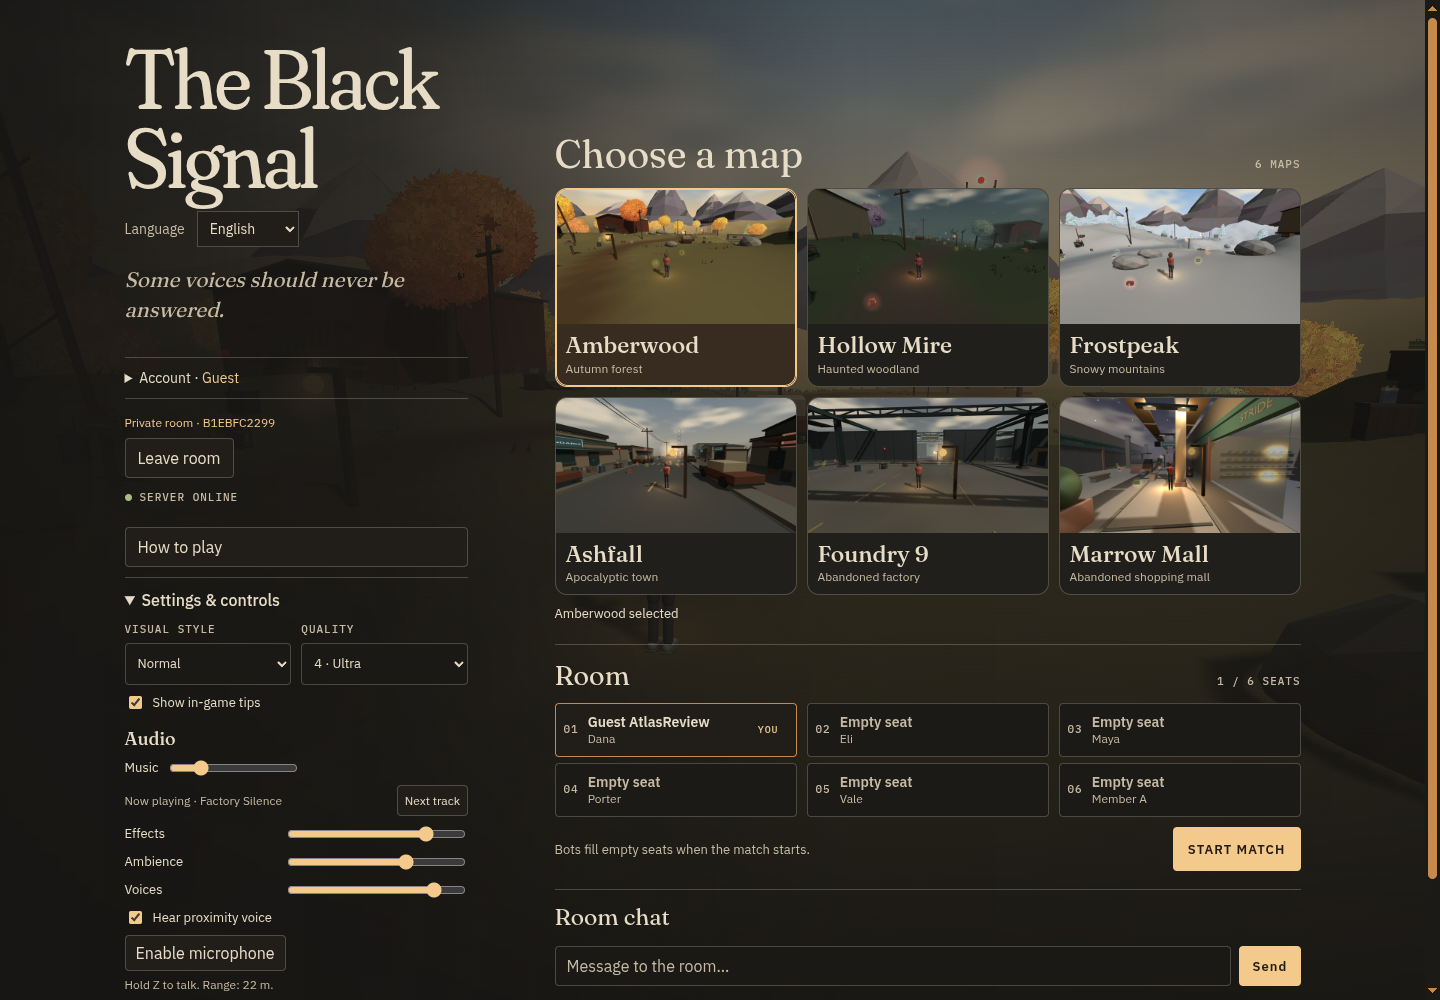 The Black
Signal
Language
English
Some voices should never be
answered.
Account · Guest
Private room · B1EBFC2299
Leave room
SERVER ONLINE
How to play
Settings & controls
VISUAL STYLE
QUALITY
Normal
4 · Ultra
Show in-game tips
Audio
Music
Now playing · Factory Silence
Next track
Effects
Ambience
Voices
Hear proximity voice
Enable microphone
Hold Z to talk. Range: 22 m.
Choose a map
6 MAPS
Amberwood
Autumn forest
Hollow Mire
Haunted woodland
Frostpeak
Snowy mountains
STRIDE
Ashfall
Apocalyptic town
Foundry 9
Abandoned factory
Marrow Mall
Abandoned shopping mall
Amberwood selected
Room
1 / 6 SEATS
01
Guest AtlasReview
Dana
YOU
02
Empty seat
Eli
03
Empty seat
Maya
04
Empty seat
Porter
05
Empty seat
Vale
06
Empty seat
Member A
Bots fill empty seats when the match starts.
START MATCH
Room chat
Message to the room...
Send